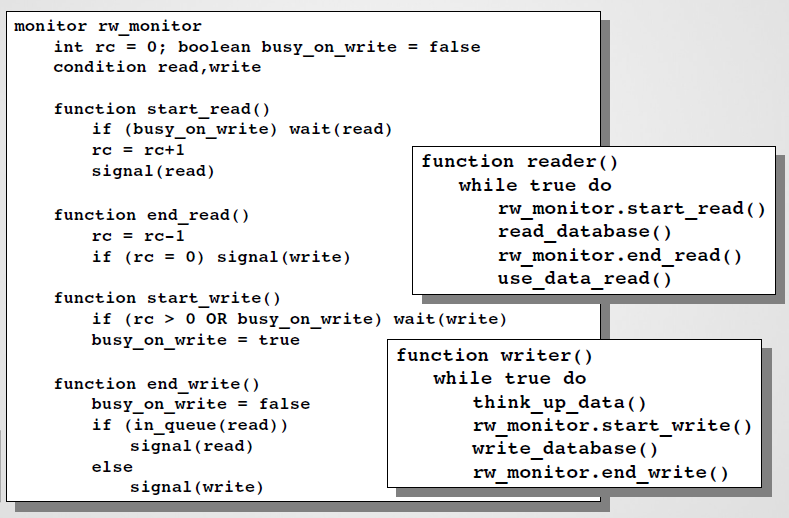 monitor rw_monitor
int rc = 0; boolean busy_on_write = false
condition read,write
function start_read()
if (busy_on_write) wait(read)
rc = rc+1
signal(read)
function end_read()
rc = rc-1
if (rc = 0) signal(write)
function start_write()
if (rc > 0 OR busy_on_write) wait(write)
busy_on_write = true
function end_write()
busy_on_write = false
if (in_queue(read))
signal(read)
else
signal(write)
function reader()
while true do
rw_monitor.start_read()
read_database()
rw_monitor.end_read()
use_data_read()
function writer()
while true do
think_up_data()
rw_monitor.start_write()
write_database()
rw_monitor.end_write()